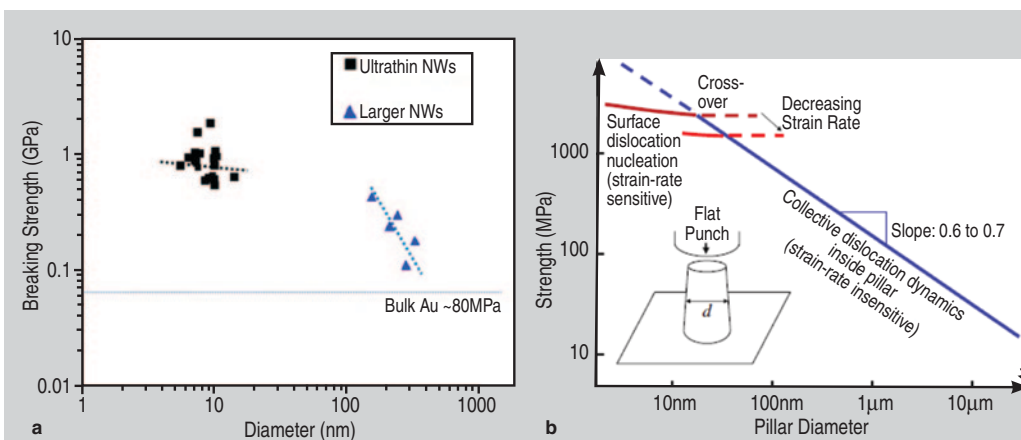 10
1
0.1
0.01
Breaking Strength (GPa)
Ultrathin NWs
Larger NWs
Bulk Au ~80MPa
1
10
100
1000
Diameter (nm)
a
Strength (MPa)
1000
100
10
Cross-
over
Decreasing
Strain Rate
Surface
dislocation
nucleation
(strain-rate
sensitive)
Flat
Punch
d
Collective dislocation dynamics
inside pillar
(strain-rate insensitive)
Slope: 0.6 to 0.7
10nm
100nm
1μm
10μm
Pillar Diameter
b